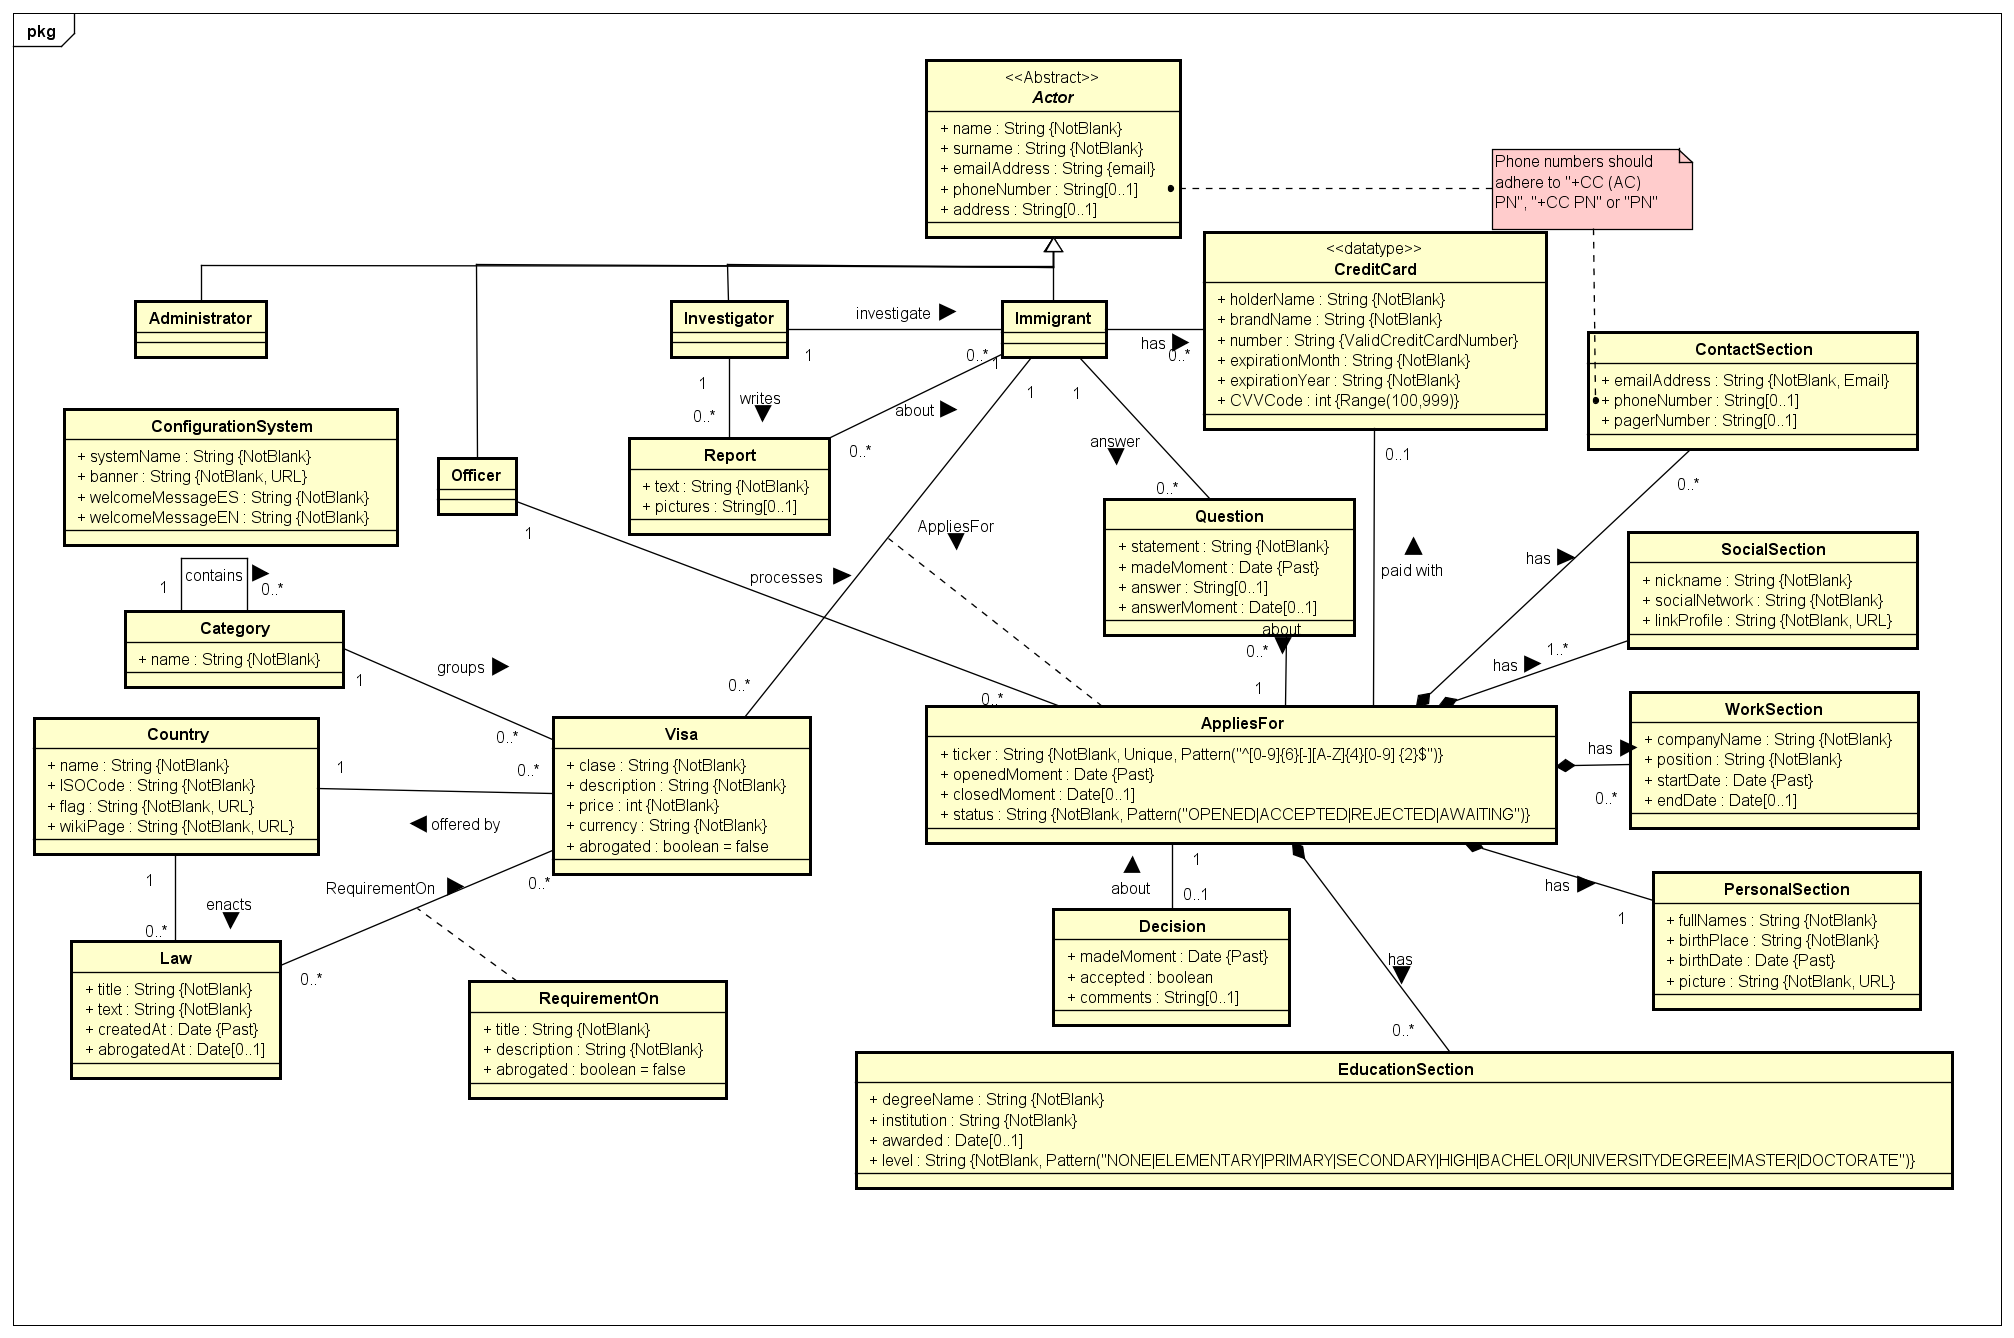 pkg
<<Abstract>>
Actor
+ name : String {NotBlank}
+ surname : String {NotBlank}
+ emailAddress : String {email}
+ phoneNumber : String[0..1]
+ address : String[0..1]
Phone numbers should
adhere to "+CC (AC)
PN", "+CC PN" or "PN"
<<datatype>>
CreditCard
+ holderName : String {NotBlank}
+ brandName : String {NotBlank}
+ number : String {ValidCreditCardNumber}
+ expirationMonth : String {NotBlank}
+ expirationYear : String {NotBlank}
+ CVVCode : int {Range(100,999)}
Administrator
Investigator
investigate
1
0..*
Immigrant
has
0..*
1
1
1
ContactSection
+ emailAddress : String {NotBlank, Email}
+ phoneNumber : String[0..1]
+ pagerNumber : String[0..1]
1
writes
0..*
about
0..*
ConfigurationSystem
+ systemName : String {NotBlank}
+ banner : String {NotBlank, URL}
+ welcomeMessageES : String {NotBlank}
+ welcomeMessageEN : String {NotBlank}
Officer
1
Report
+ text : String {NotBlank}
+ pictures : String[0..1]
answer
0..*
0..1
0..*
AppliesFor
Question
+ statement : String {NotBlank}
+ madeMoment : Date {Past}
+ answer : String[0..1]
+ answerMoment : Date[0..1]
paid with
has
SocialSection
+ nickname : String {NotBlank}
+ socialNetwork : String {NotBlank}
+ linkProfile : String {NotBlank, URL}
contains
1
0..*
processes
Category
+ name : String {NotBlank}
1
groups
0..*
0..*
0..*
about
0..*
1
has
1..*
Country
+ name : String {NotBlank}
+ ISOCode : String {NotBlank}
+ flag : String {NotBlank, URL}
+ wikiPage : String {NotBlank, URL}
1
0..*
offered by
Visa
+ clase : String {NotBlank}
+ description : String {NotBlank}
+ price : int {NotBlank}
+ currency : String {NotBlank}
+ abrogated : boolean = false
AppliesFor
+ ticker : String {NotBlank, Unique, Pattern("^[0-9]{6}[-][A-Z]{4}[0-9] {2}$")}
+ openedMoment : Date {Past}
+ closedMoment : Date[0..1]
+ status : String {NotBlank, Pattern("OPENED|ACCEPTED|REJECTED|AWAITING")}
has
0..*
WorkSection
+ companyName : String {NotBlank}
+ position : String {NotBlank}
+ startDate : Date {Past}
+ endDate : Date[0..1]
1
enacts
0..*
RequirementOn
0..*
0..*
about
1
0..1
has
1
PersonalSection
+ fullNames : String {NotBlank}
+ birthPlace : String {NotBlank}
+ birthDate : Date {Past}
+ picture : String {NotBlank, URL}
Law
+ title : String {NotBlank}
+ text : String {NotBlank}
+ createdAt : Date {Past}
+ abrogatedAt : Date[0..1]
RequirementOn
+ title : String {NotBlank}
+ description : String {NotBlank}
+ abrogated : boolean = false
Decision
+ madeMoment : Date {Past}
+ accepted : boolean
+ comments : String[0..1]
has
0..*
EducationSection
+ degreeName : String {NotBlank}
+ institution : String {NotBlank}
+ awarded : Date[0..1]
+ level : String {NotBlank, Pattern("NONE|ELEMENTARY|PRIMARY|SECONDARY|HIGH|BACHELOR|UNIVERSITYDEGREE|MASTER|DOCTORATE")}